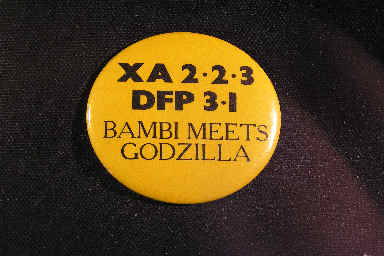 XA 2·2·3
DFP 3·1
BAMBI MEETS
GODZILLA